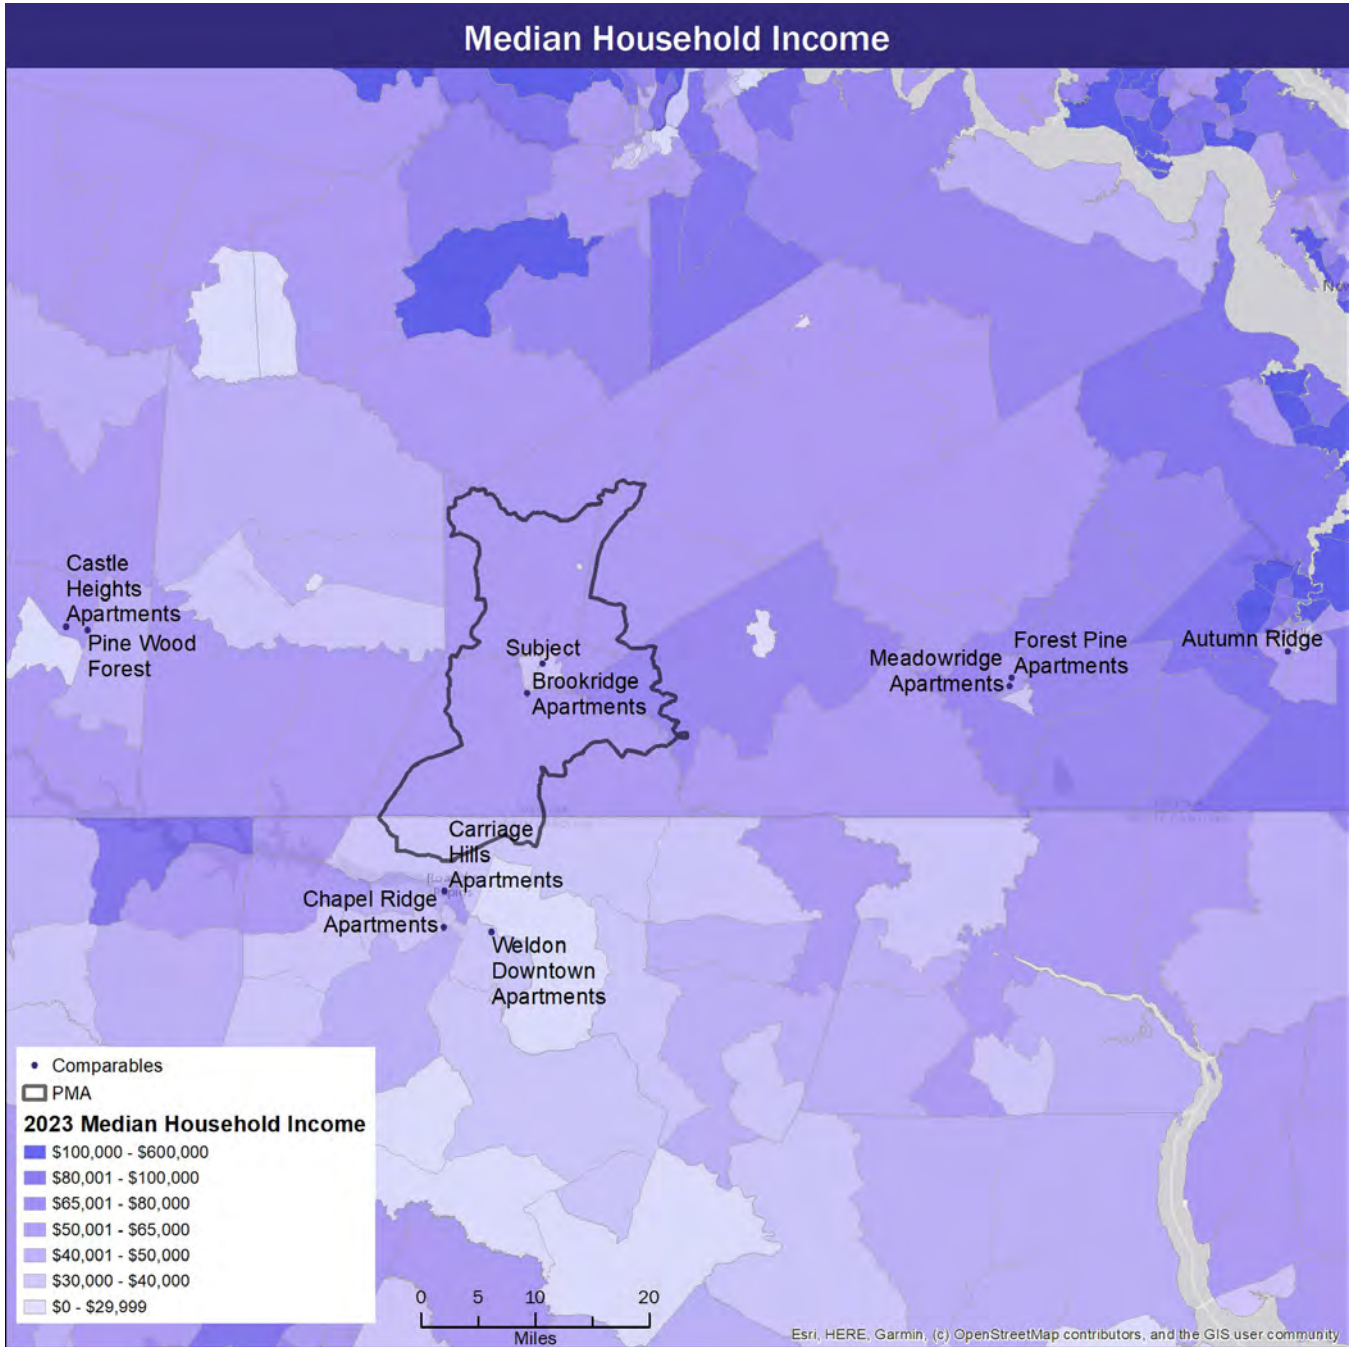 Median Household Income
Castle
Heights
Apartments
Pine Wood
Forest
Subject
Brookridge
Apartments
Meadowridge
Apartments
Forest Pine
Apartments
Autumn Ridge
Carriage
Hills
Apartments
Chapel Ridge
Apartments
Weldon
Downtown
Apartments
Comparables
PMA
2023 Median Household Income
$100,000 - $600,000
$80,001 - $100,000
$65,001 - $80,000
$50,001 - $65,000
$40,001 - $50,000
$30,000 - $40,000
$0 - $29,999
0 5 10 20
Miles
Esri, HERE, Garmin, (c) OpenStreetMap contributors, and the GIS user community